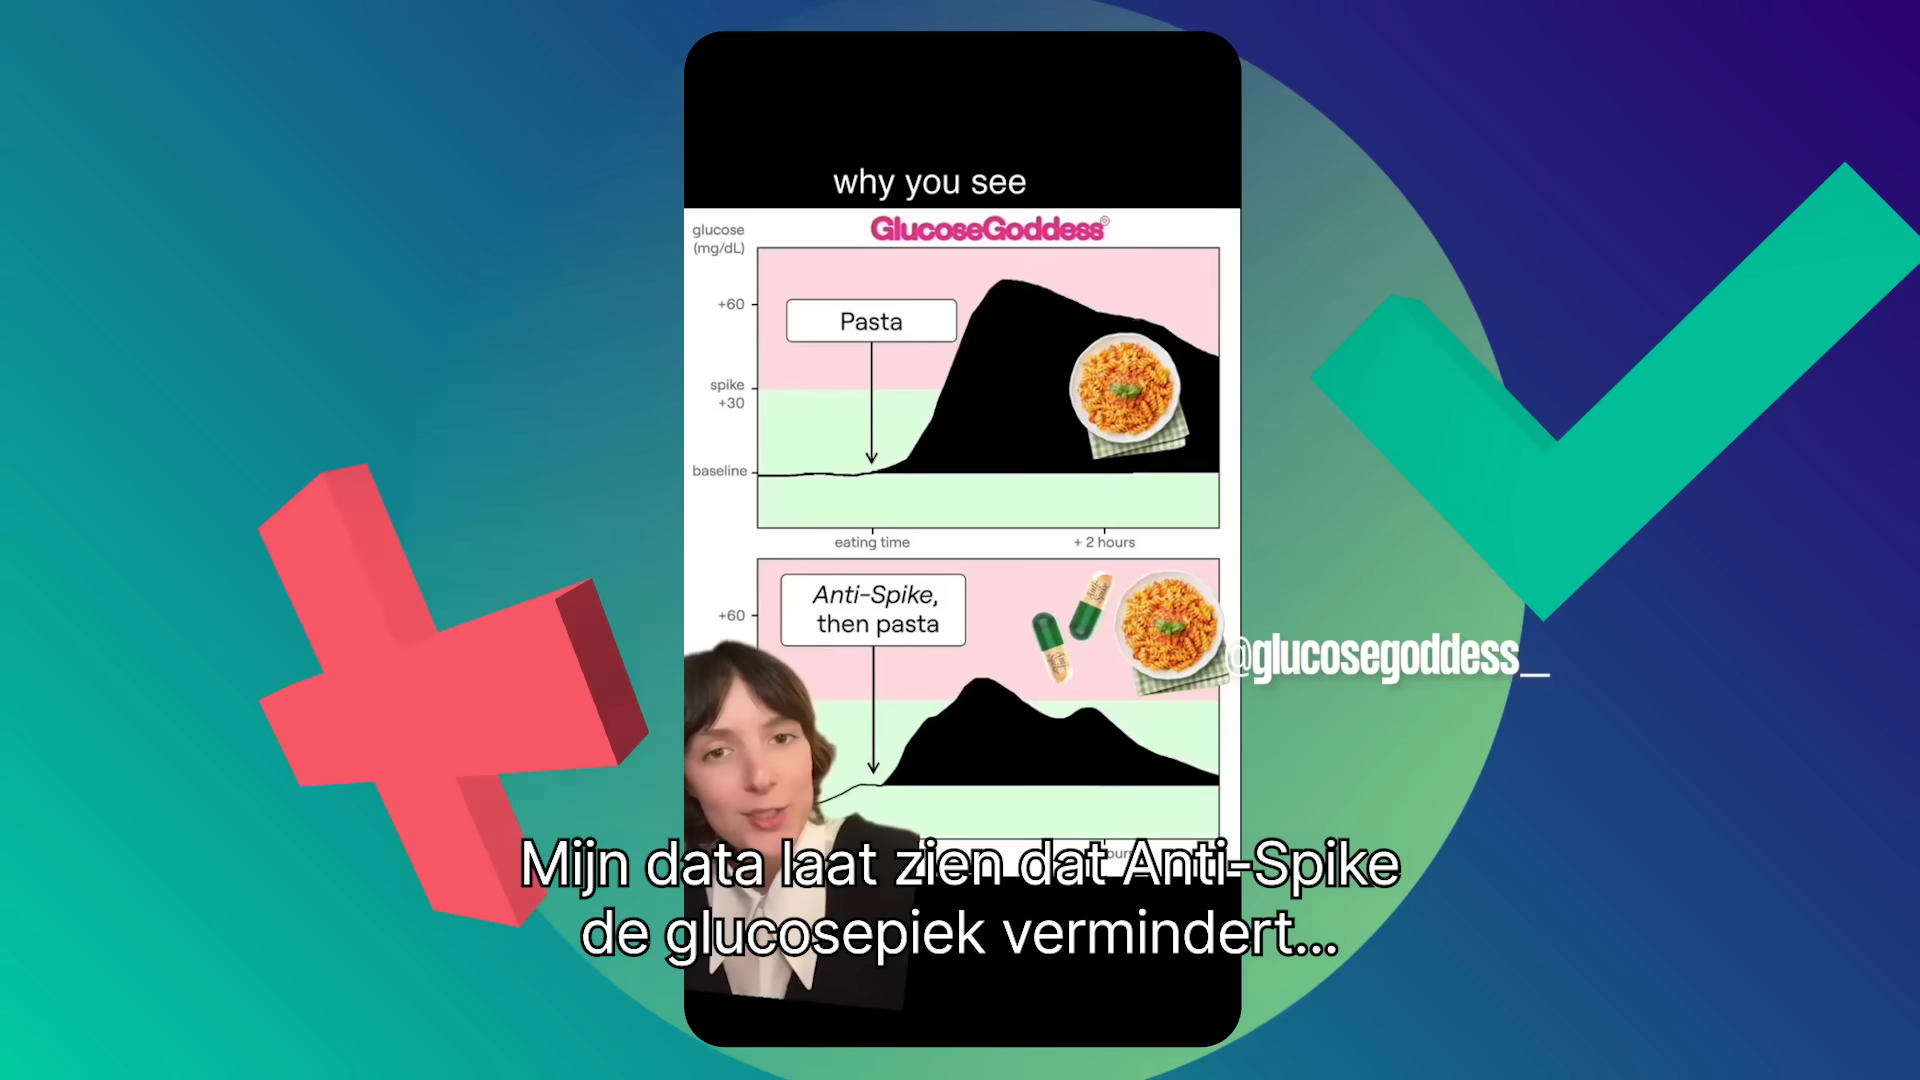 why you see
GlucoseGoddess®
glucose
(mg/dL)
+60
Pasta
spike
+30
baseline
eating time
+ 2 hours
Anti-Spike,
then pasta
+60
@glucosegoddess_
Mijn data laat zien dat Anti-Spike
de glucosepiek vermindert...